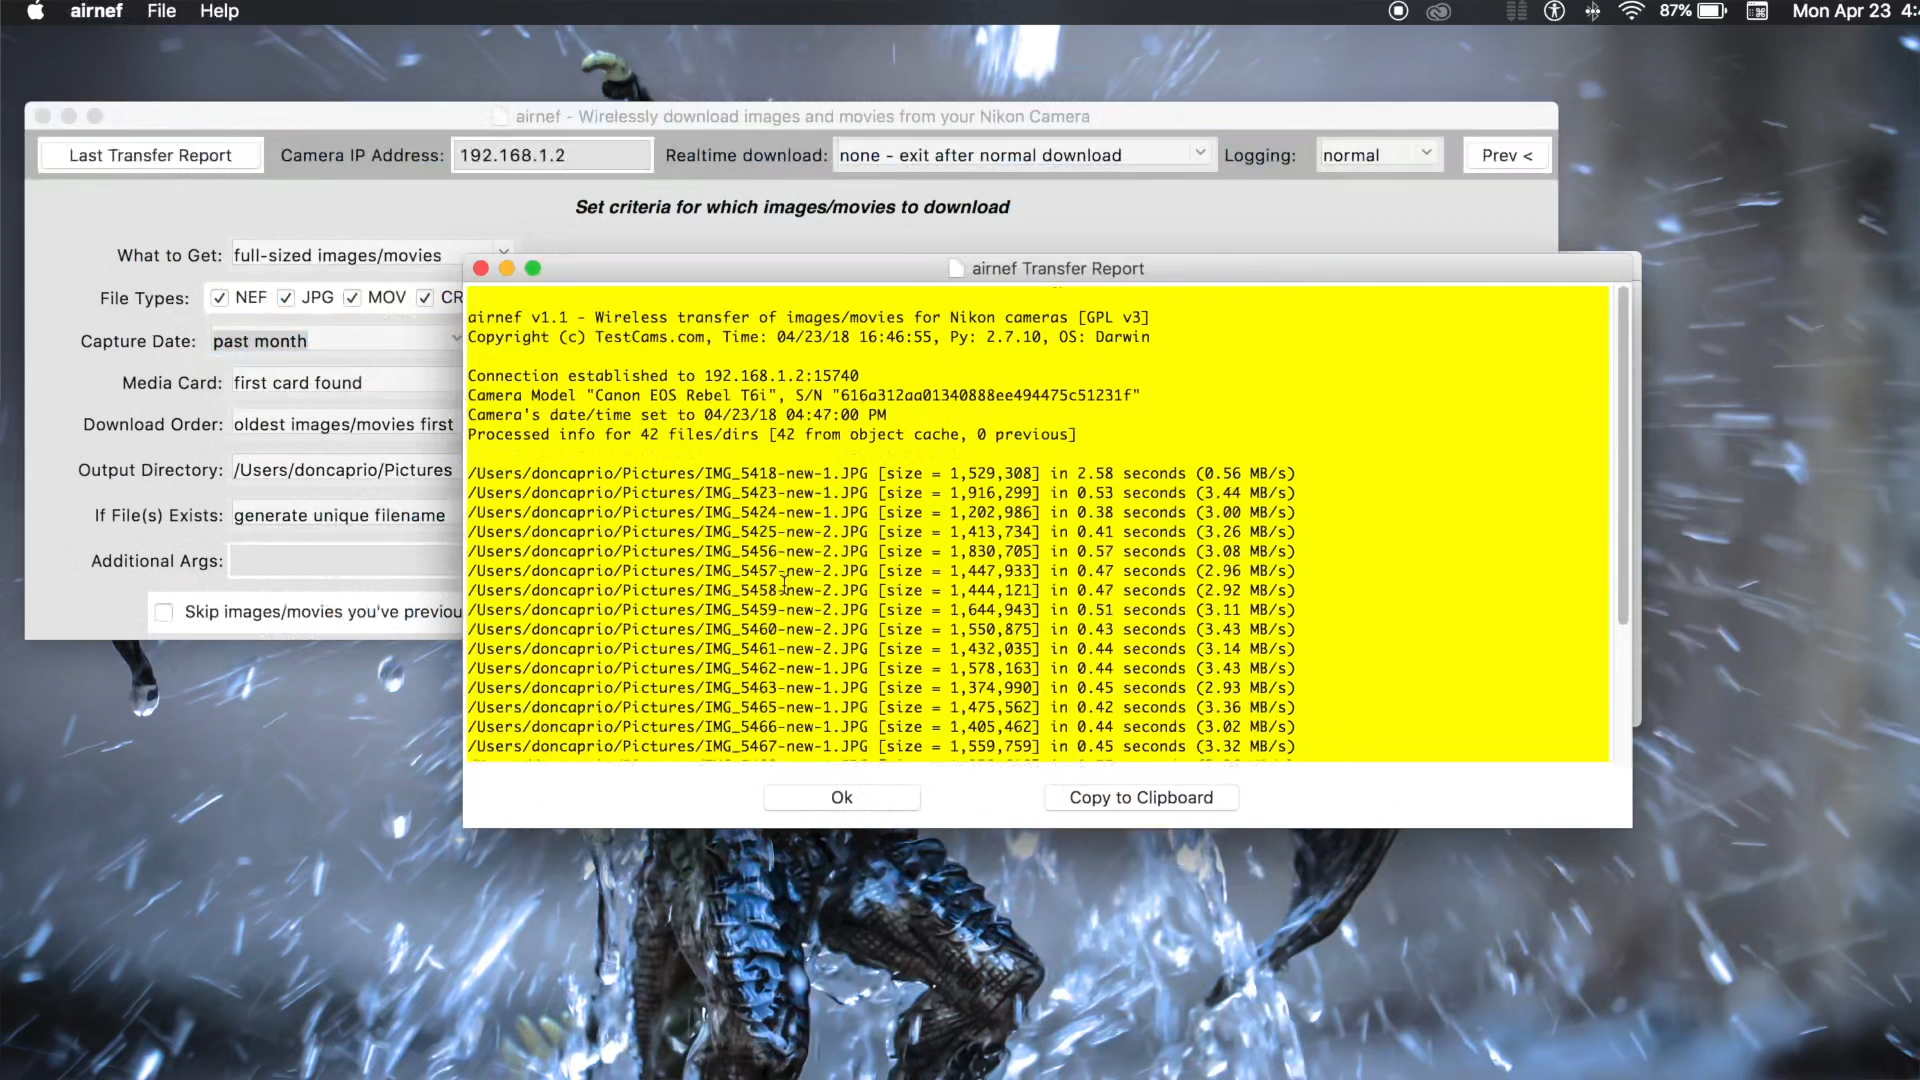 airnef File Help 87% Mon Apr 23 4:
airnef - Wirelessly download images and movies from your Nikon Camera
Last Transfer Report Camera IP Address: 192.168.1.2 Realtime download: none - exit after normal download Logging: normal Prev <
Set criteria for which images/movies to download
What to Get: full-sized images/movies
File Types: NEF JPG MOV CR
Capture Date: past month
Media Card: first card found
Download Order: oldest images/movies first
Output Directory: /Users/doncaprio/Pictures
If File(s) Exists: generate unique filename
Additional Args:
Skip images/movies you've previou
airnef Transfer Report
airnef v1.1 - Wireless transfer of images/movies for Nikon cameras [GPL v3]
Copyright (c) TestCams.com, Time: 04/23/18 16:46:55, Py: 2.7.10, OS: Darwin
Connection established to 192.168.1.2:15740
Camera Model "Canon EOS Rebel T6i", S/N "616a312aa01340888ee494475c51231f"
Camera's date/time set to 04/23/18 04:47:00 PM
Processed info for 42 files/dirs [42 from object cache, 0 previous]
/Users/doncaprio/Pictures/IMG_5418-new-1.JPG [size = 1,529,308] in 2.58 seconds (0.56 MB/s)
/Users/doncaprio/Pictures/IMG_5423-new-1.JPG [size = 1,916,299] in 0.53 seconds (3.44 MB/s)
/Users/doncaprio/Pictures/IMG_5424-new-1.JPG [size = 1,202,986] in 0.38 seconds (3.00 MB/s)
/Users/doncaprio/Pictures/IMG_5425-new-2.JPG [size = 1,413,734] in 0.41 seconds (3.26 MB/s)
/Users/doncaprio/Pictures/IMG_5456-new-2.JPG [size = 1,830,705] in 0.57 seconds (3.08 MB/s)
/Users/doncaprio/Pictures/IMG_5457-new-2.JPG [size = 1,447,933] in 0.47 seconds (2.96 MB/s)
/Users/doncaprio/Pictures/IMG_5458-new-2.JPG [size = 1,444,121] in 0.47 seconds (2.92 MB/s)
/Users/doncaprio/Pictures/IMG_5459-new-2.JPG [size = 1,644,943] in 0.51 seconds (3.11 MB/s)
/Users/doncaprio/Pictures/IMG_5460-new-2.JPG [size = 1,550,875] in 0.43 seconds (3.43 MB/s)
/Users/doncaprio/Pictures/IMG_5461-new-2.JPG [size = 1,432,035] in 0.44 seconds (3.14 MB/s)
/Users/doncaprio/Pictures/IMG_5462-new-1.JPG [size = 1,578,163] in 0.44 seconds (3.43 MB/s)
/Users/doncaprio/Pictures/IMG_5463-new-1.JPG [size = 1,374,990] in 0.45 seconds (2.93 MB/s)
/Users/doncaprio/Pictures/IMG_5465-new-1.JPG [size = 1,475,562] in 0.42 seconds (3.36 MB/s)
/Users/doncaprio/Pictures/IMG_5466-new-1.JPG [size = 1,405,462] in 0.44 seconds (3.02 MB/s)
/Users/doncaprio/Pictures/IMG_5467-new-1.JPG [size = 1,559,759] in 0.45 seconds (3.32 MB/s)
Ok Copy to Clipboard